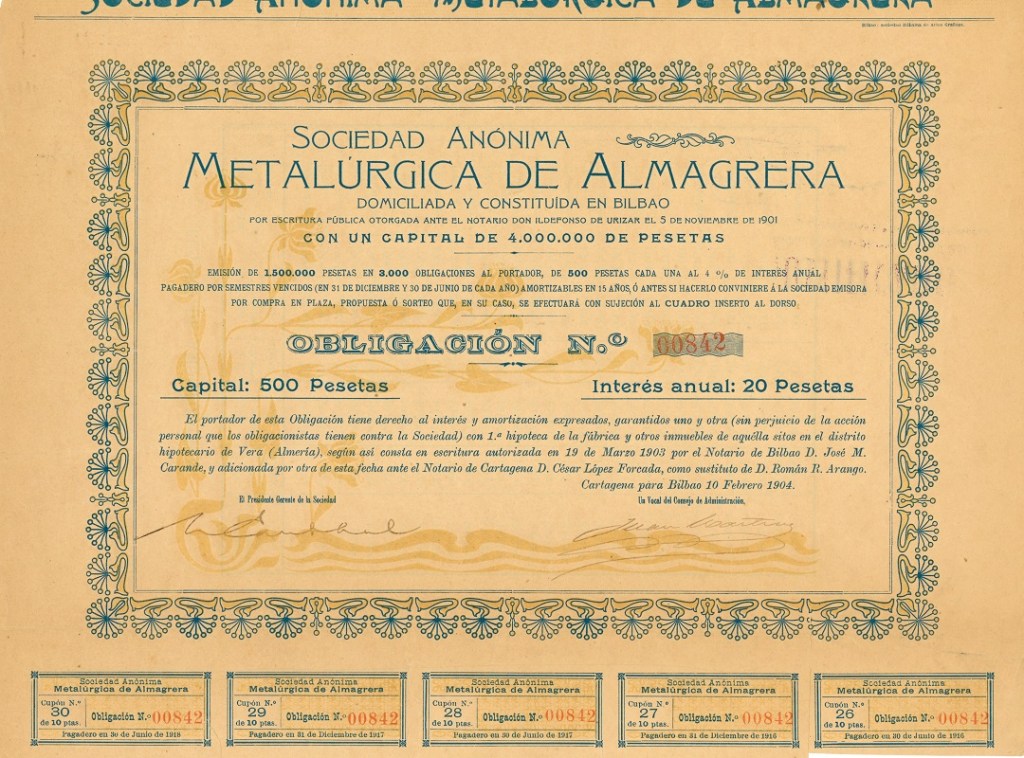 SOCIEDAD ANÓNIMA METALÚRGICA DE ALMAGRERA
SOCIEDAD ANÓNIMA
METALÚRGICA DE ALMAGRERA
DOMICILIADA Y CONSTITUÍDA EN BILBAO
POR ESCRITURA PÚBLICA OTORGADA ANTE EL NOTARIO DON ILDEFONSO DE URIZAR EL 5 DE NOVIEMBRE DE 1901
CON UN CAPITAL DE 4.000.000 DE PESETAS
EMISIÓN DE 1.500.000 PESETAS EN 3.000 OBLIGACIONES AL PORTADOR, DE 500 PESETAS CADA UNA AL 4 % DE INTERÉS ANUAL
PAGADERO POR SEMESTRES VENCIDOS (EN 31 DE DICIEMBRE Y 30 DE JUNIO DE CADA AÑO) AMORTIZABLES EN 15 AÑOS, Ó ANTES SI HACERLO CONVINIERE Á LA SOCIEDAD EMISORA
POR COMPRA EN PLAZA, PROPUESTA Ó SORTEO QUE, EN SU CASO, SE EFECTUARÁ CON SUJECIÓN AL CUADRO INSERTO AL DORSO
OBLIGACIÓN N.º 00842
Capital: 500 Pesetas Interés anual: 20 Pesetas
El portador de esta Obligación tiene derecho al interés y amortización expresados, garantidos uno y otra (sin perjuicio de la acción
personal que los obligacionistas tienen contra la Sociedad) con 1.ª hipoteca de la fábrica y otros inmuebles de aquélla sitos en el distrito
hipotecario de Vera (Almería), según así consta en escritura autorizada en 19 de Marzo 1903 por el Notario de Bilbao D. José M.
Carande, y adicionada por otra de esta fecha ante el Notario de Cartagena D. César López Forcada, como sustituto de D. Román R. Arango.
Cartagena para Bilbao 10 Febrero 1904.
El Presidente Gerente de la Sociedad Un Vocal del Consejo de Administración,
Sociedad Anónima
Metalúrgica de Almagrera
Cupón N.º
30
de 10 ptas.
Obligación N.º 00842
Pagadero en 30 de Junio de 1918
Sociedad Anónima
Metalúrgica de Almagrera
Cupón N.º
29
de 10 ptas.
Obligación N.º 00842
Pagadero en 31 de Diciembre de 1917
Sociedad Anónima
Metalúrgica de Almagrera
Cupón N.º
28
de 10 ptas.
Obligación N.º 00842
Pagadero en 30 de Junio de 1917
Sociedad Anónima
Metalúrgica de Almagrera
Cupón N.º
27
de 10 ptas.
Obligación N.º 00842
Pagadero en 31 de Diciembre de 1916
Sociedad Anónima
Metalúrgica de Almagrera
Cupón N.º
26
de 10 ptas.
Obligación N.º 00842
Pagadero en 30 de Junio de 1916